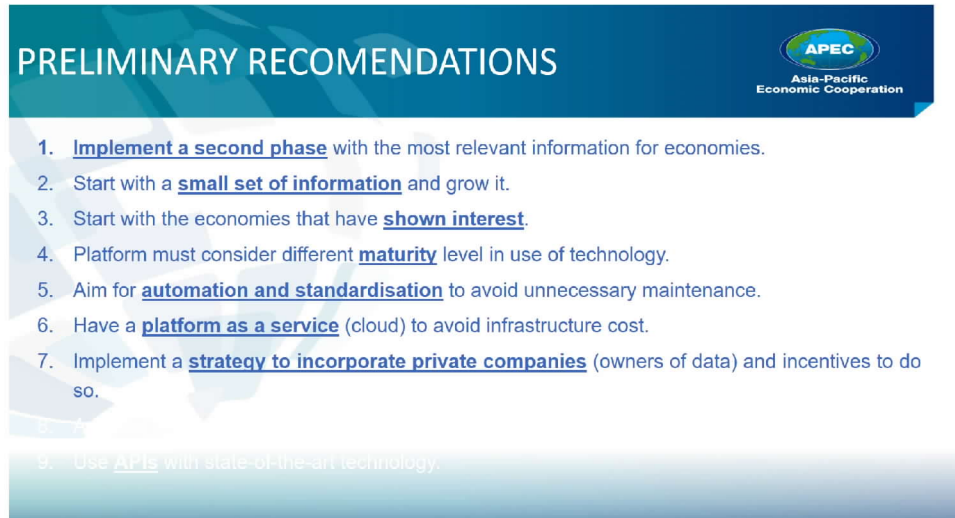 PRELIMINARY RECOMENDATIONS
APEC
Asia-Pacific
Economic Cooperation
1. Implement a second phase with the most relevant information for economies.
2. Start with a small set of information and grow it.
3. Start with the economies that have shown interest.
4. Platform must consider different maturity level in use of technology.
5. Aim for automation and standardisation to avoid unnecessary maintenance.
6. Have a platform as a service (cloud) to avoid infrastructure cost.
7. Implement a strategy to incorporate private companies (owners of data) and incentives to do
so.
8.
9. Use APIs with state-of-the-art technology.